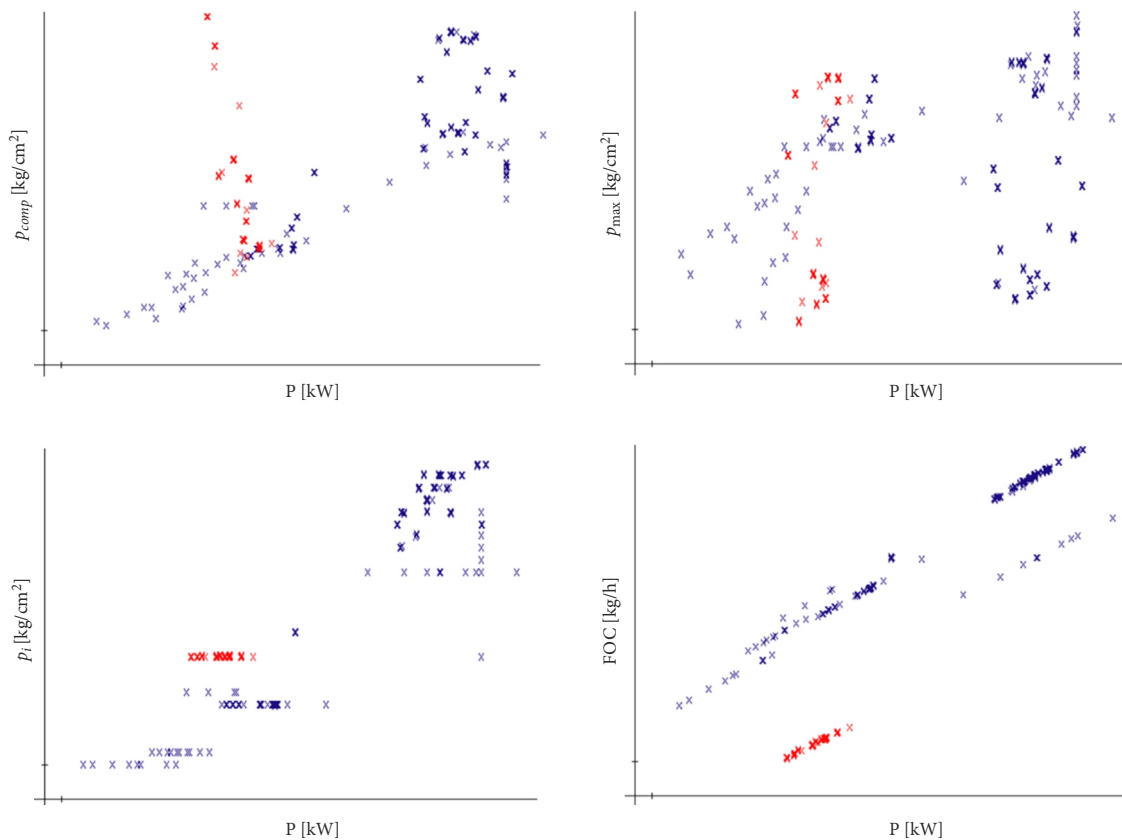 p_comp [kg/cm²]
P [kW]
p_max [kg/cm²]
P [kW]
p_i [kg/cm²]
P [kW]
FOC [kg/h]
P [kW]